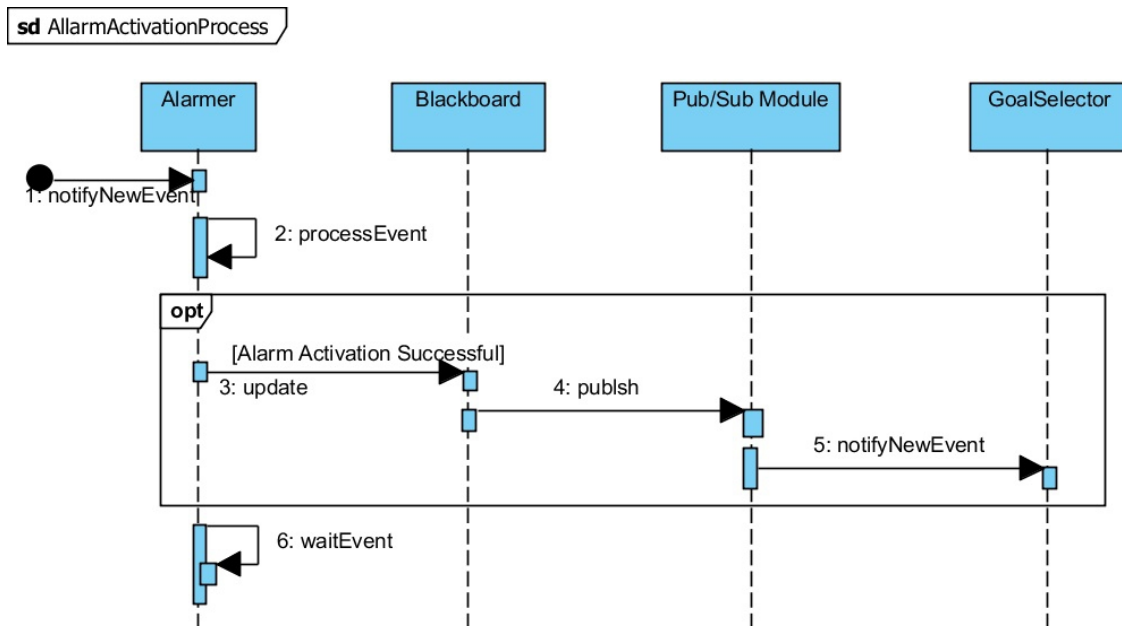 sd AllarmActivationProcess
Alarmer
Blackboard
Pub/Sub Module
GoalSelector
1: notifyNewEvent
2: processEvent
opt
[Alarm Activation Successful]
3: update
4: publsh
5: notifyNewEvent
6: waitEvent